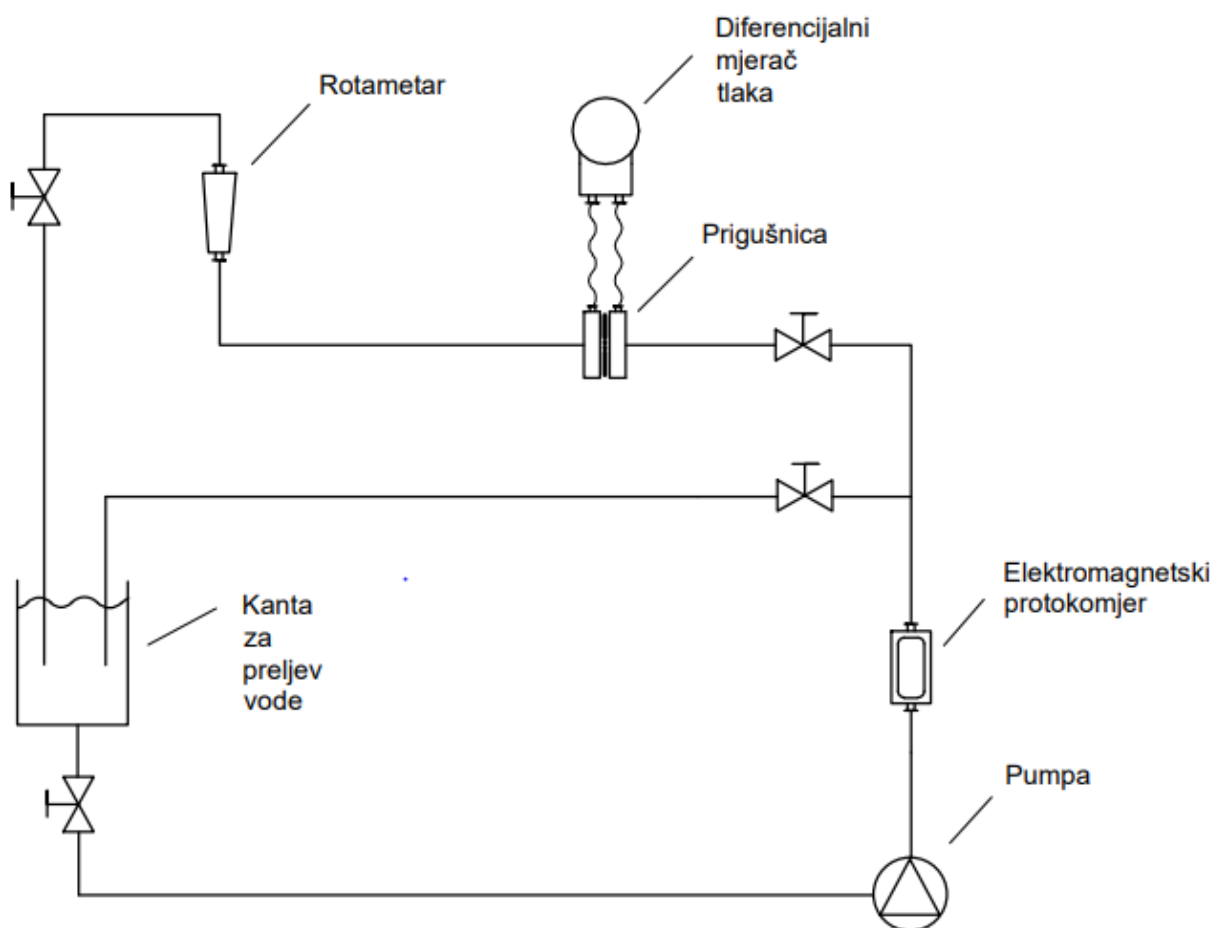 Diferencijalni
mjerač
tlaka
Rotametar
Prigušnica
Elektromagnetski
protokomjer
Kanta
za
preljev
vode
Pumpa